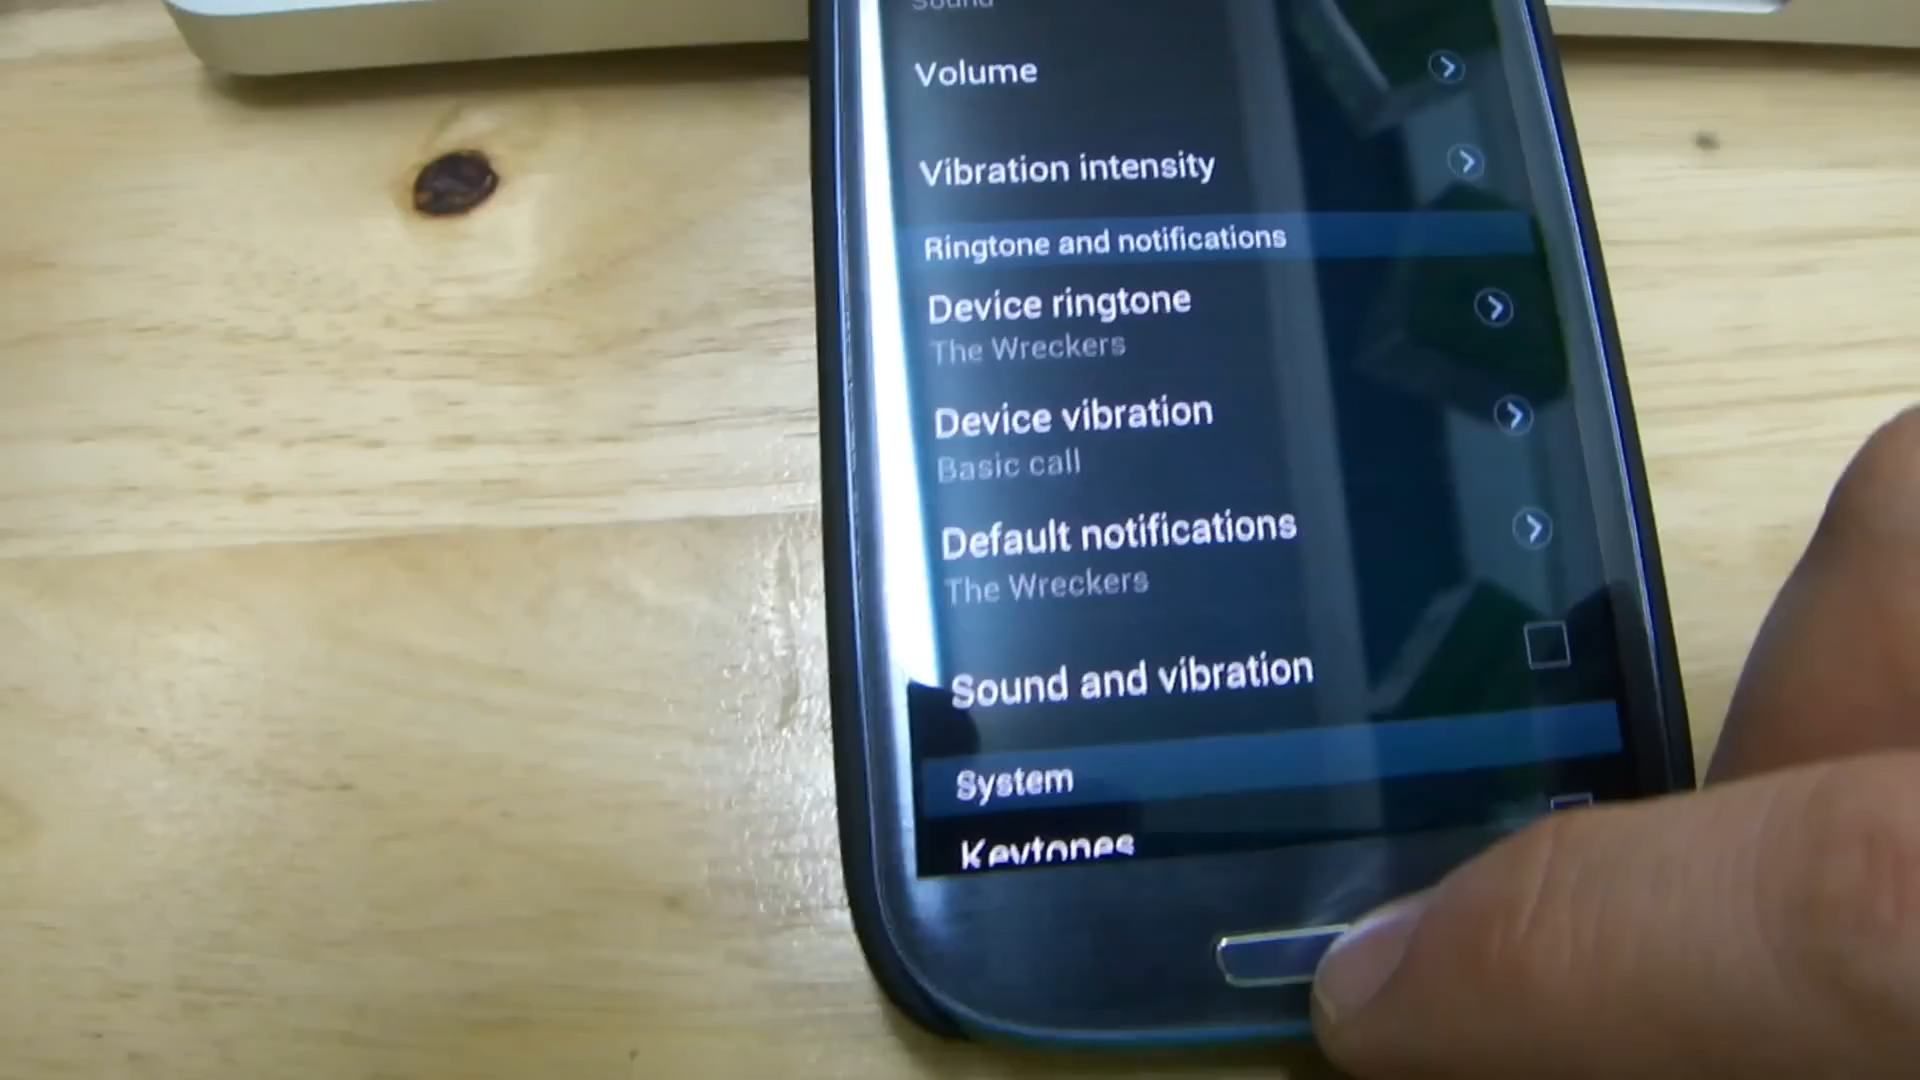 Sound
Volume
Vibration intensity
Ringtone and notifications
Device ringtone
The Wreckers
Device vibration
Basic call
Default notifications
The Wreckers
Sound and vibration
System
Keytones